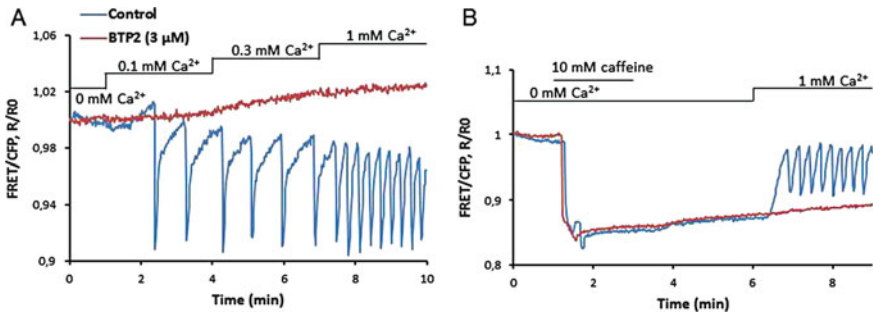 A
Control
BTP2 (3 µM)
1 mM Ca²⁺
0.3 mM Ca²⁺
0.1 mM Ca²⁺
0 mM Ca²⁺
FRET/CFP, R/R0
1,06
1,02
0,98
0,94
0,9
0 2 4 6 8 10
Time (min)
B
10 mM caffeine
0 mM Ca²⁺
1 mM Ca²⁺
FRET/CFP, R/R0
1,1
1
0,9
0,8
0 2 4 6 8
Time (min)